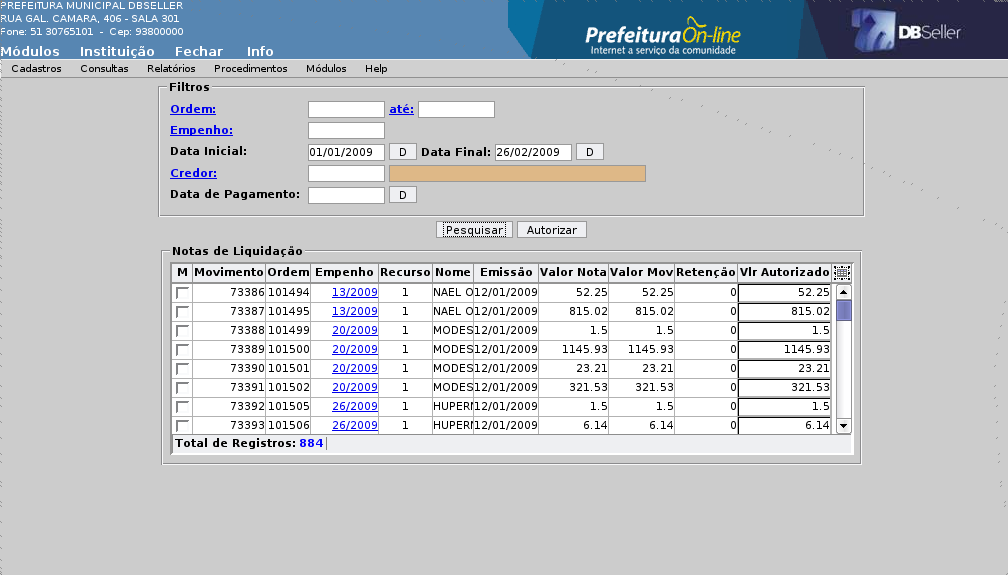 PREFEITURA MUNICIPAL DBSELLER
RUA GAL. CAMARA, 406 - SALA 301
Fone: 51 30765101 - Cep: 93800000
Prefeitura On-line
Internet a serviço da comunidade
DBSeller
Módulos Instituição Fechar Info
Cadastros Consultas Relatórios Procedimentos Módulos Help
Filtros
Ordem: até:
Empenho:
Data Inicial: 01/01/2009 D Data Final: 26/02/2009 D
Credor:
Data de Pagamento: D
Pesquisar Autorizar
Notas de Liquidação
M Movimento Ordem Empenho Recurso Nome Emissão Valor Nota Valor Mov Retenção Vlr Autorizado
73386 101494 13/2009 1 NAEL O 12/01/2009 52.25 52.25 0 52.25
73387 101495 13/2009 1 NAEL O 12/01/2009 815.02 815.02 0 815.02
73388 101499 20/2009 1 MODES 12/01/2009 1.5 1.5 0 1.5
73389 101500 20/2009 1 MODES 12/01/2009 1145.93 1145.93 0 1145.93
73390 101501 20/2009 1 MODES 12/01/2009 23.21 23.21 0 23.21
73391 101502 20/2009 1 MODES 12/01/2009 321.53 321.53 0 321.53
73392 101505 26/2009 1 HUPER 12/01/2009 1.5 1.5 0 1.5
73393 101506 26/2009 1 HUPER 12/01/2009 6.14 6.14 0 6.14
Total de Registros: 884